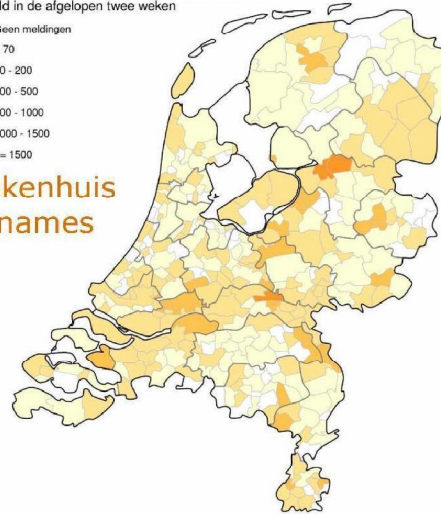 ld in de afgelopen twee weken
Geen meldingen
70
0 - 200
00 - 500
00 - 1000
000 - 1500
= 1500
kenhuis
names